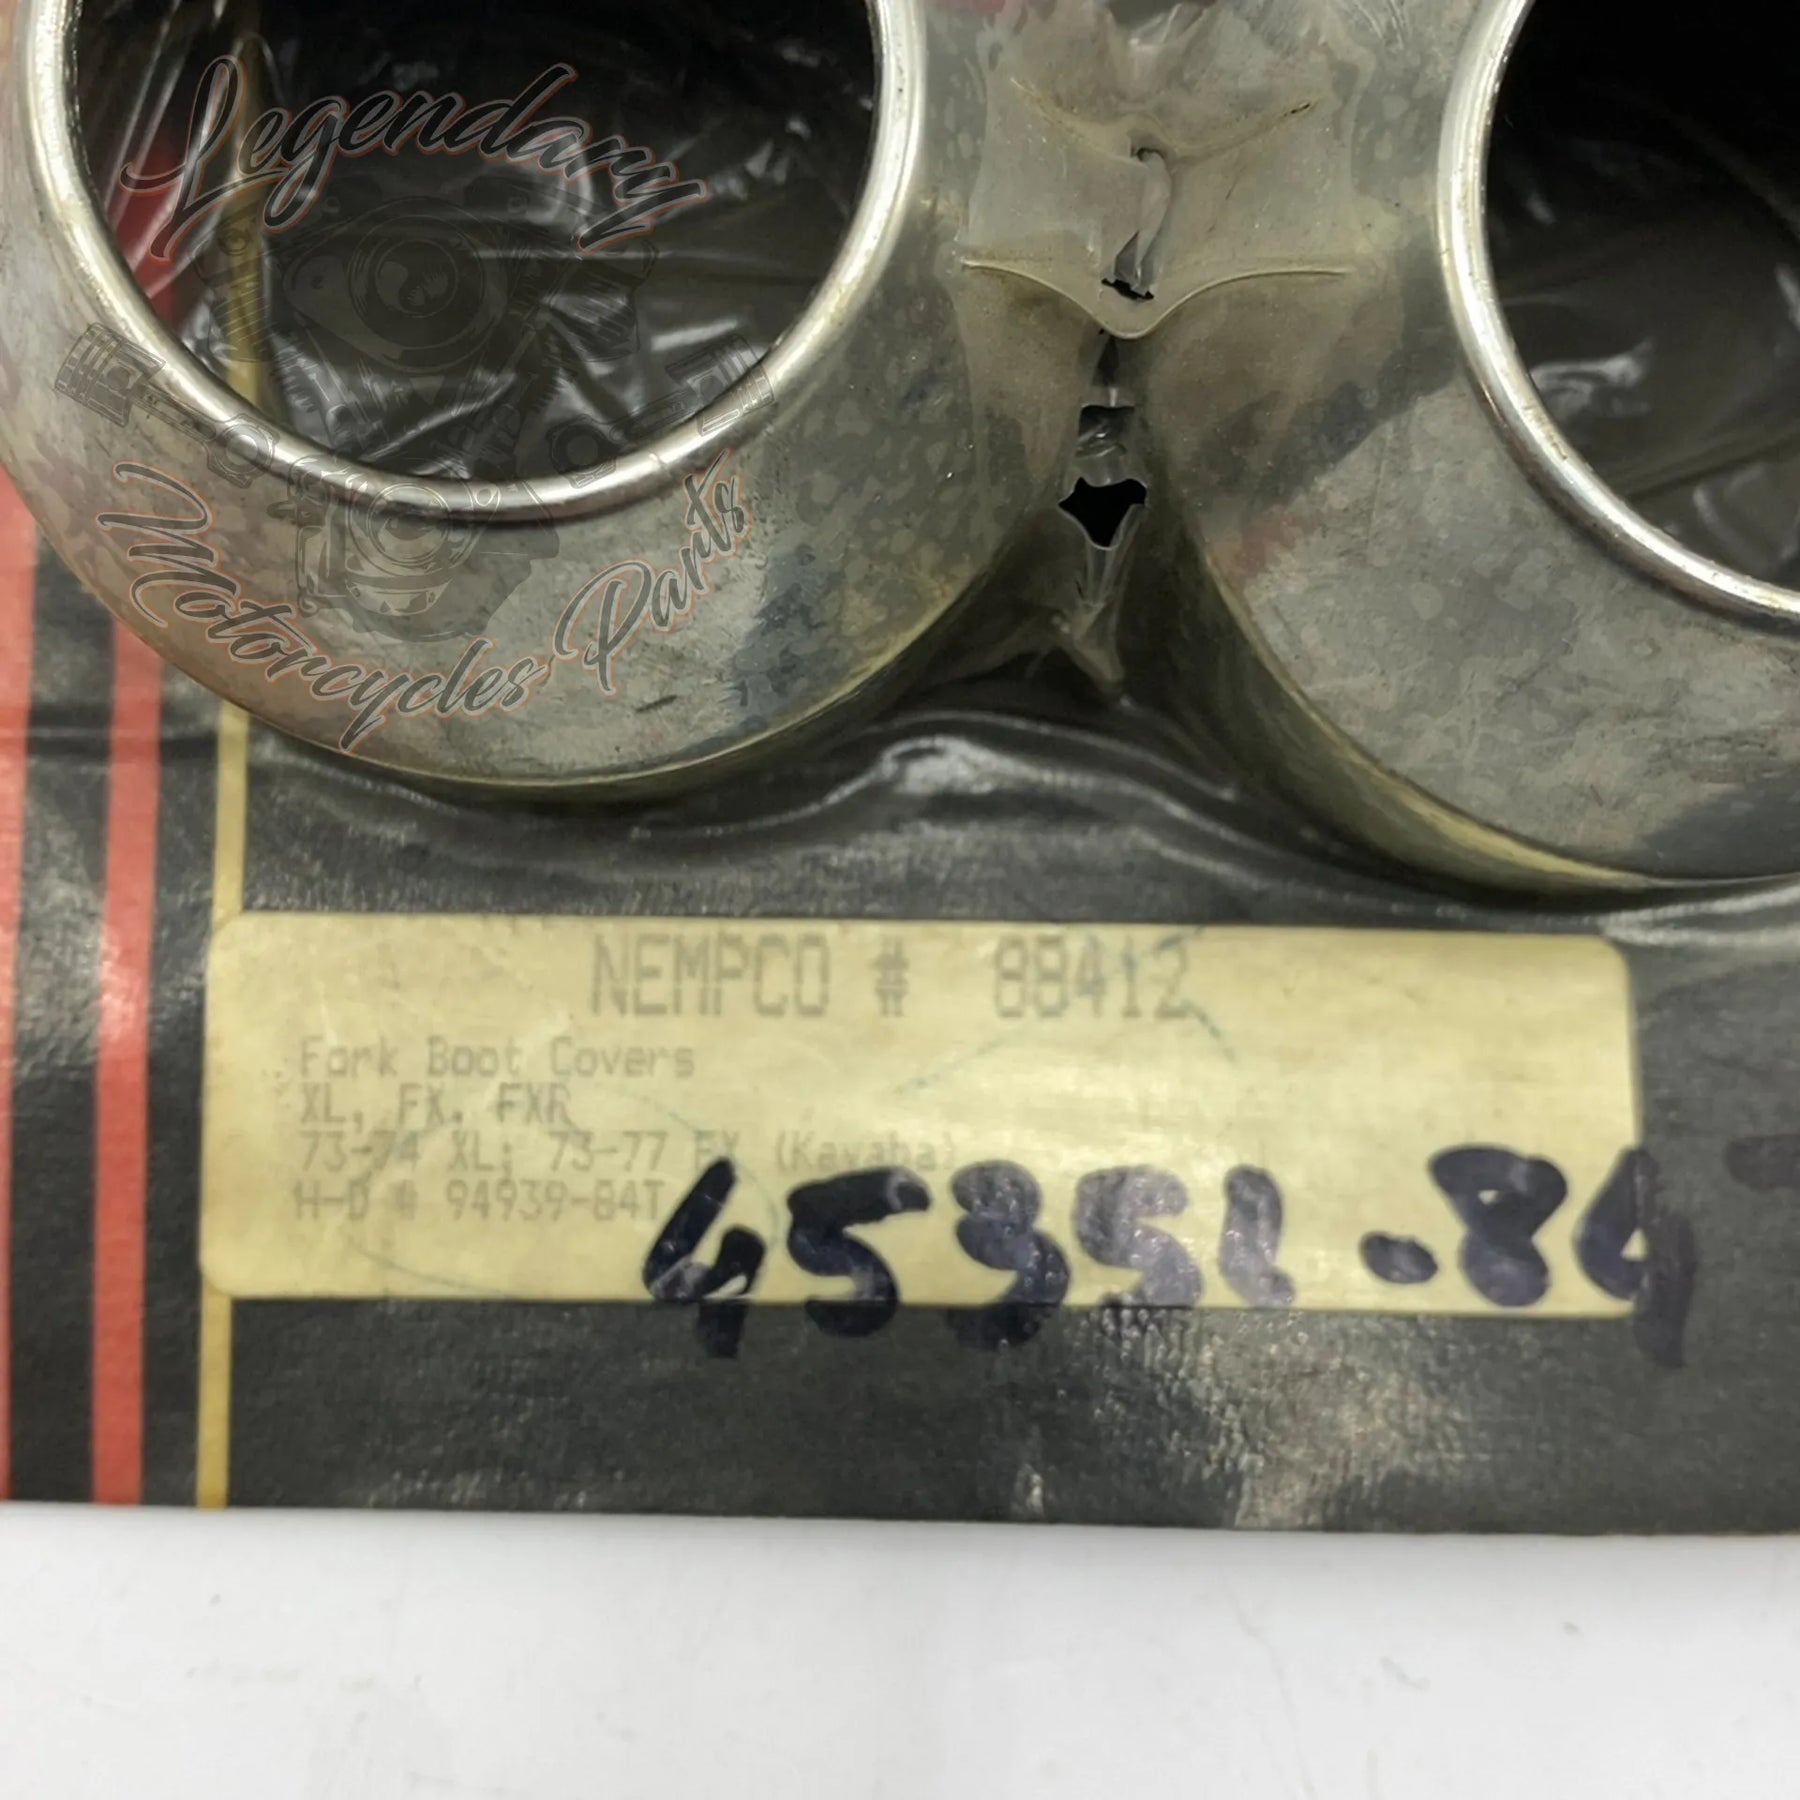 Legendary
Motorcycles Parts
NEMPCO # 88412
Fork Boot Covers
XL, FX, FXR
73-74 XL; 73-77 FX (Kayaba)
H-D # 94939-84T
45351-84